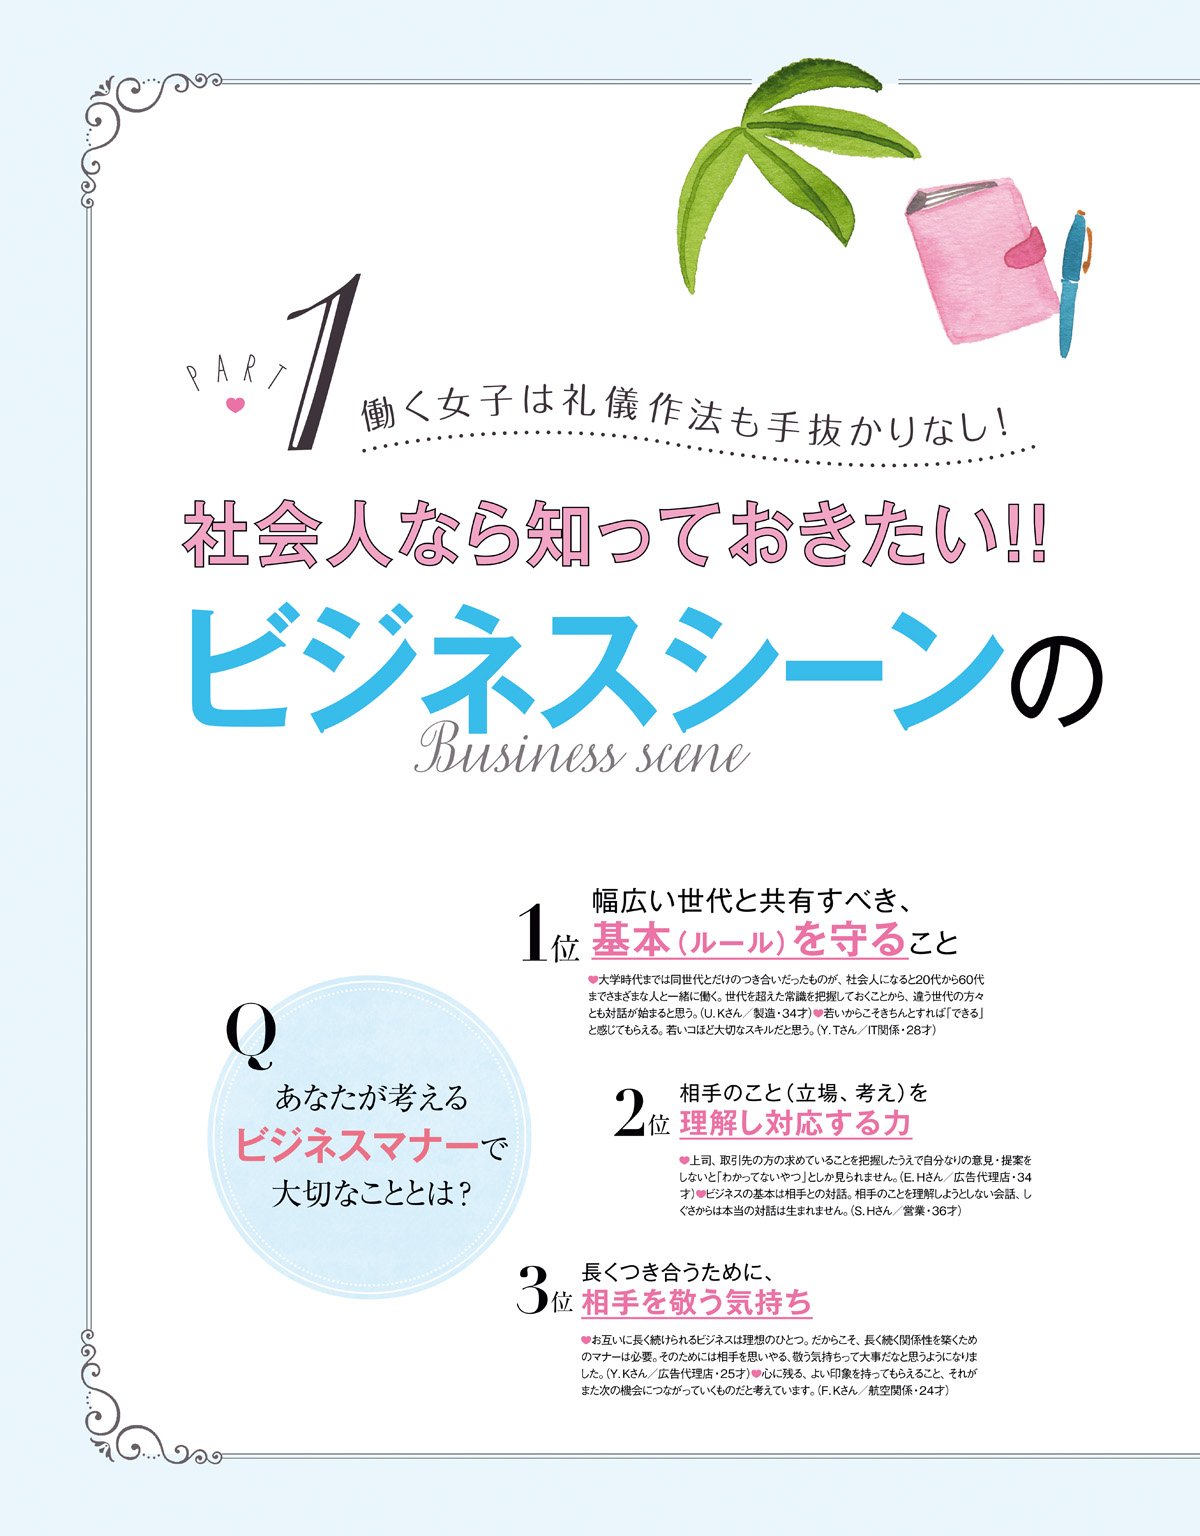 PART
1
働く女子は礼儀作法も手抜かりなし!
社会人なら知っておきたい!!
ビジネスシーンの
Business scene
Q
あなたが考える
ビジネスマナーで
大切なこととは?
1位
幅広い世代と共有すべき、
基本(ルール)を守ること
♥大学時代までは同世代とだけのつき合いだったものが、社会人になると20代から60代
までさまざまな人と一緒に働く。世代を超えた常識を把握しておくことから、違う世代の方々
とも対話が始まると思う。(U.Kさん/製造・34才)♥若いからこそきちんとすれば「できる」
と感じてもらえる。若いコほど大切なスキルだと思う。(Y.Tさん/IT関係・28才)
2位
相手のこと(立場、考え)を
理解し対応する力
♥上司、取引先の方の求めていることを把握したうえで自分なりの意見・提案を
しないと「わかってないやつ」としか見られません。(E.Hさん/広告代理店・34
才)♥ビジネスの基本は相手との対話。相手のことを理解しようとしない会話、し
ぐさからは本当の対話は生まれません。(S.Hさん/営業・36才)
3位
長くつき合うために、
相手を敬う気持ち
♥お互いに長く続けられるビジネスは理想のひとつ。だからこそ、長く続く関係性を築くため
のマナーは必要。そのためには相手を思いやる、敬う気持ちって大事だなと思うようになりま
した。(Y.Kさん/広告代理店・25才)♥心に残る、よい印象を持ってもらえること、それが
また次の機会につながっていくものだと考えています。(F.Kさん/航空関係・24才)